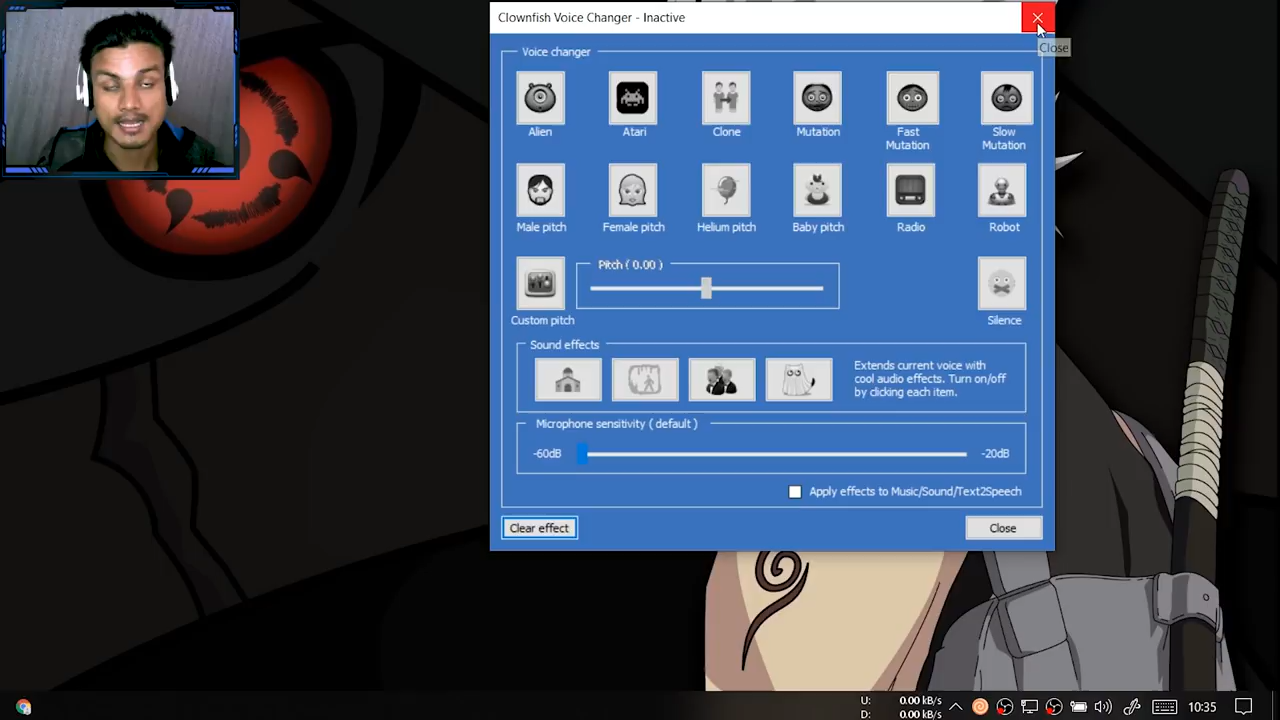 Clownfish Voice Changer - Inactive
Close
Voice changer
Alien
Atari
Clone
Mutation
Fast
Mutation
Slow
Mutation
Male pitch
Female pitch
Helium pitch
Baby pitch
Radio
Robot
Pitch ( 0.00 )
Custom pitch
Silence
Sound effects
Extends current voice with
cool audio effects. Turn on/off
by clicking each item.
Microphone sensitivity ( default )
-60dB
-20dB
Apply effects to Music/Sound/Text2Speech
Clear effect
Close
U: 0.00 kB/s
D: 0.00 kB/s
10:35